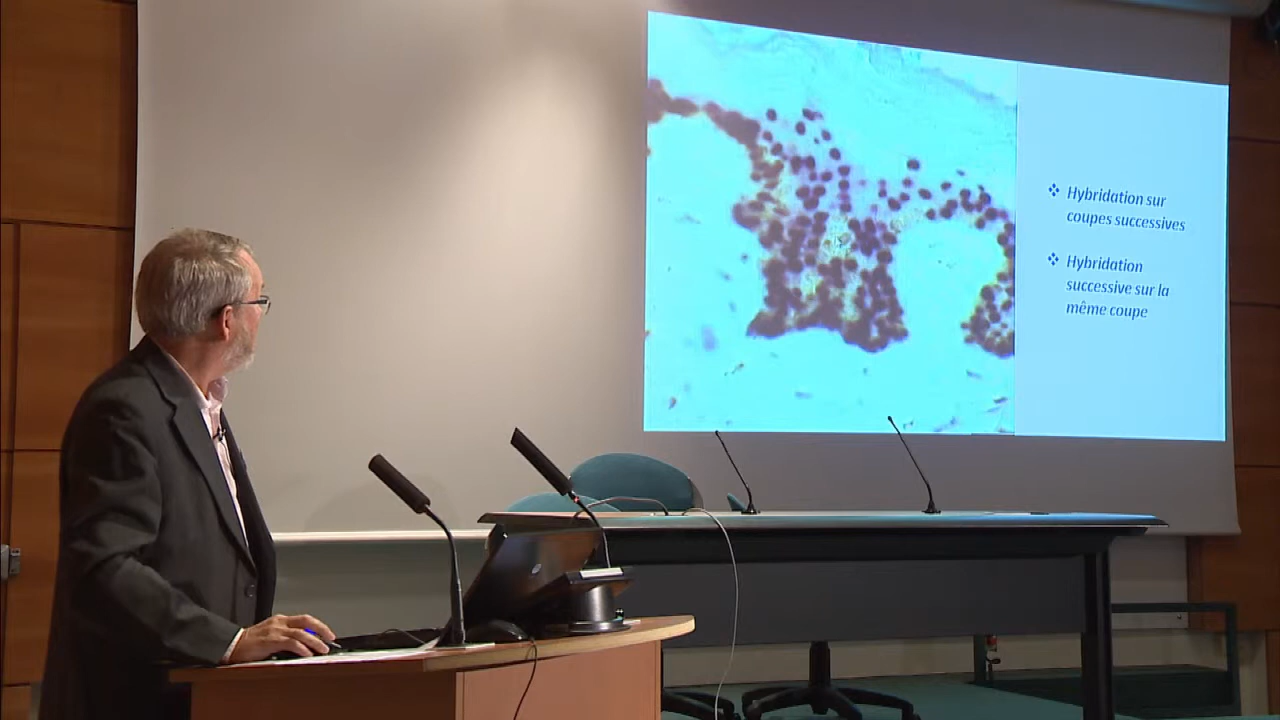 ❖ Hybridation sur
coupes successives
❖ Hybridation
successive sur la
même coupe